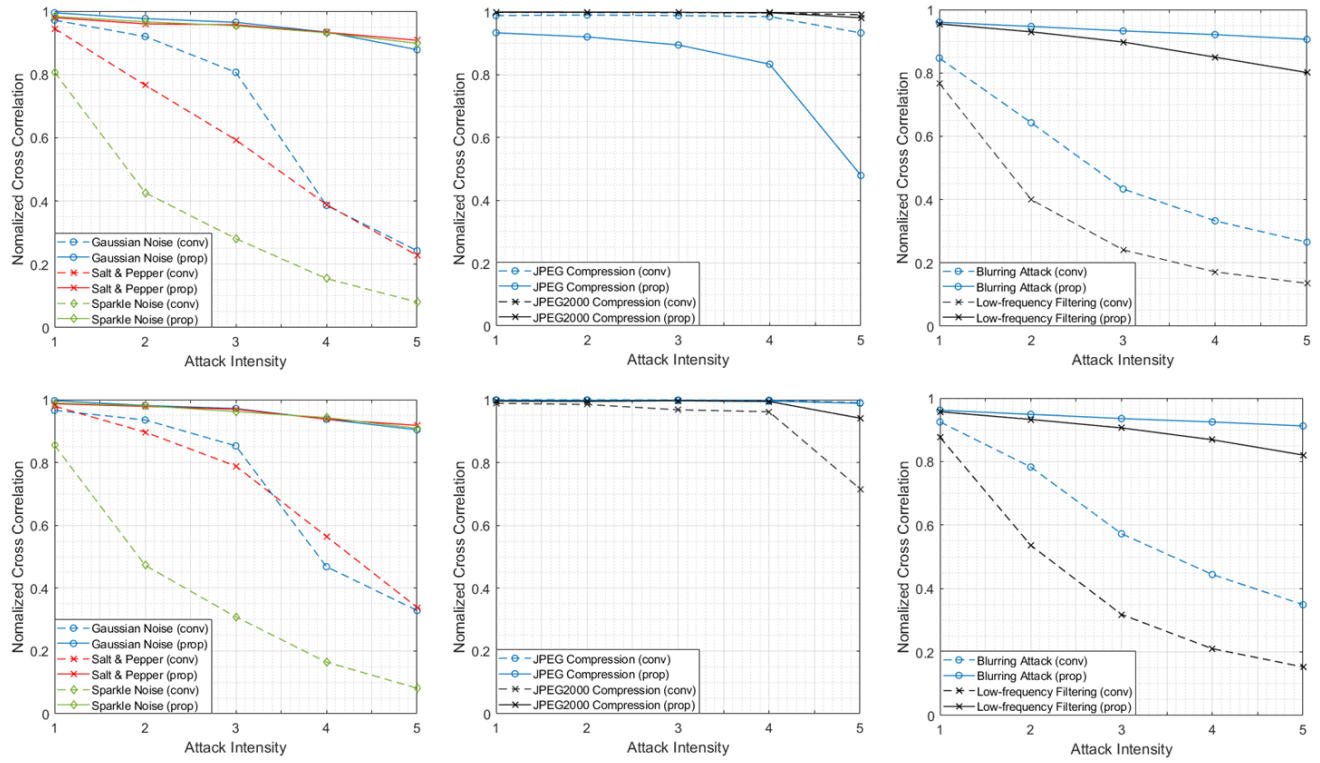 Nomalized Cross Correlation
1
0.8
0.6
0.4
0.2
0
Gaussian Noise (conv)
Gaussian Noise (prop)
Salt & Pepper (conv)
Salt & Pepper (prop)
Sparkle Noise (conv)
Sparkle Noise (prop)
1 2 3 4 5
Attack Intensity
Nomalized Cross Correlation
1
0.8
0.6
0.4
0.2
0
JPEG Compression (conv)
JPEG Compression (prop)
JPEG2000 Compression (conv)
JPEG2000 Compression (prop)
1 2 3 4 5
Attack Intensity
Nomalized Cross Correlation
1
0.8
0.6
0.4
0.2
0
Blurring Attack (conv)
Blurring Attack (prop)
Low-frequency Filtering (conv)
Low-frequency Filtering (prop)
1 2 3 4 5
Attack Intensity
Nomalized Cross Correlation
1
0.8
0.6
0.4
0.2
0
Gaussian Noise (conv)
Gaussian Noise (prop)
Salt & Pepper (conv)
Salt & Pepper (prop)
Sparkle Noise (conv)
Sparkle Noise (prop)
1 2 3 4 5
Attack Intensity
Nomalized Cross Correlation
1
0.8
0.6
0.4
0.2
0
JPEG Compression (conv)
JPEG Compression (prop)
JPEG2000 Compression (conv)
JPEG2000 Compression (prop)
1 2 3 4 5
Attack Intensity
Nomalized Cross Correlation
1
0.8
0.6
0.4
0.2
0
Blurring Attack (conv)
Blurring Attack (prop)
Low-frequency Filtering (conv)
Low-frequency Filtering (prop)
1 2 3 4 5
Attack Intensity